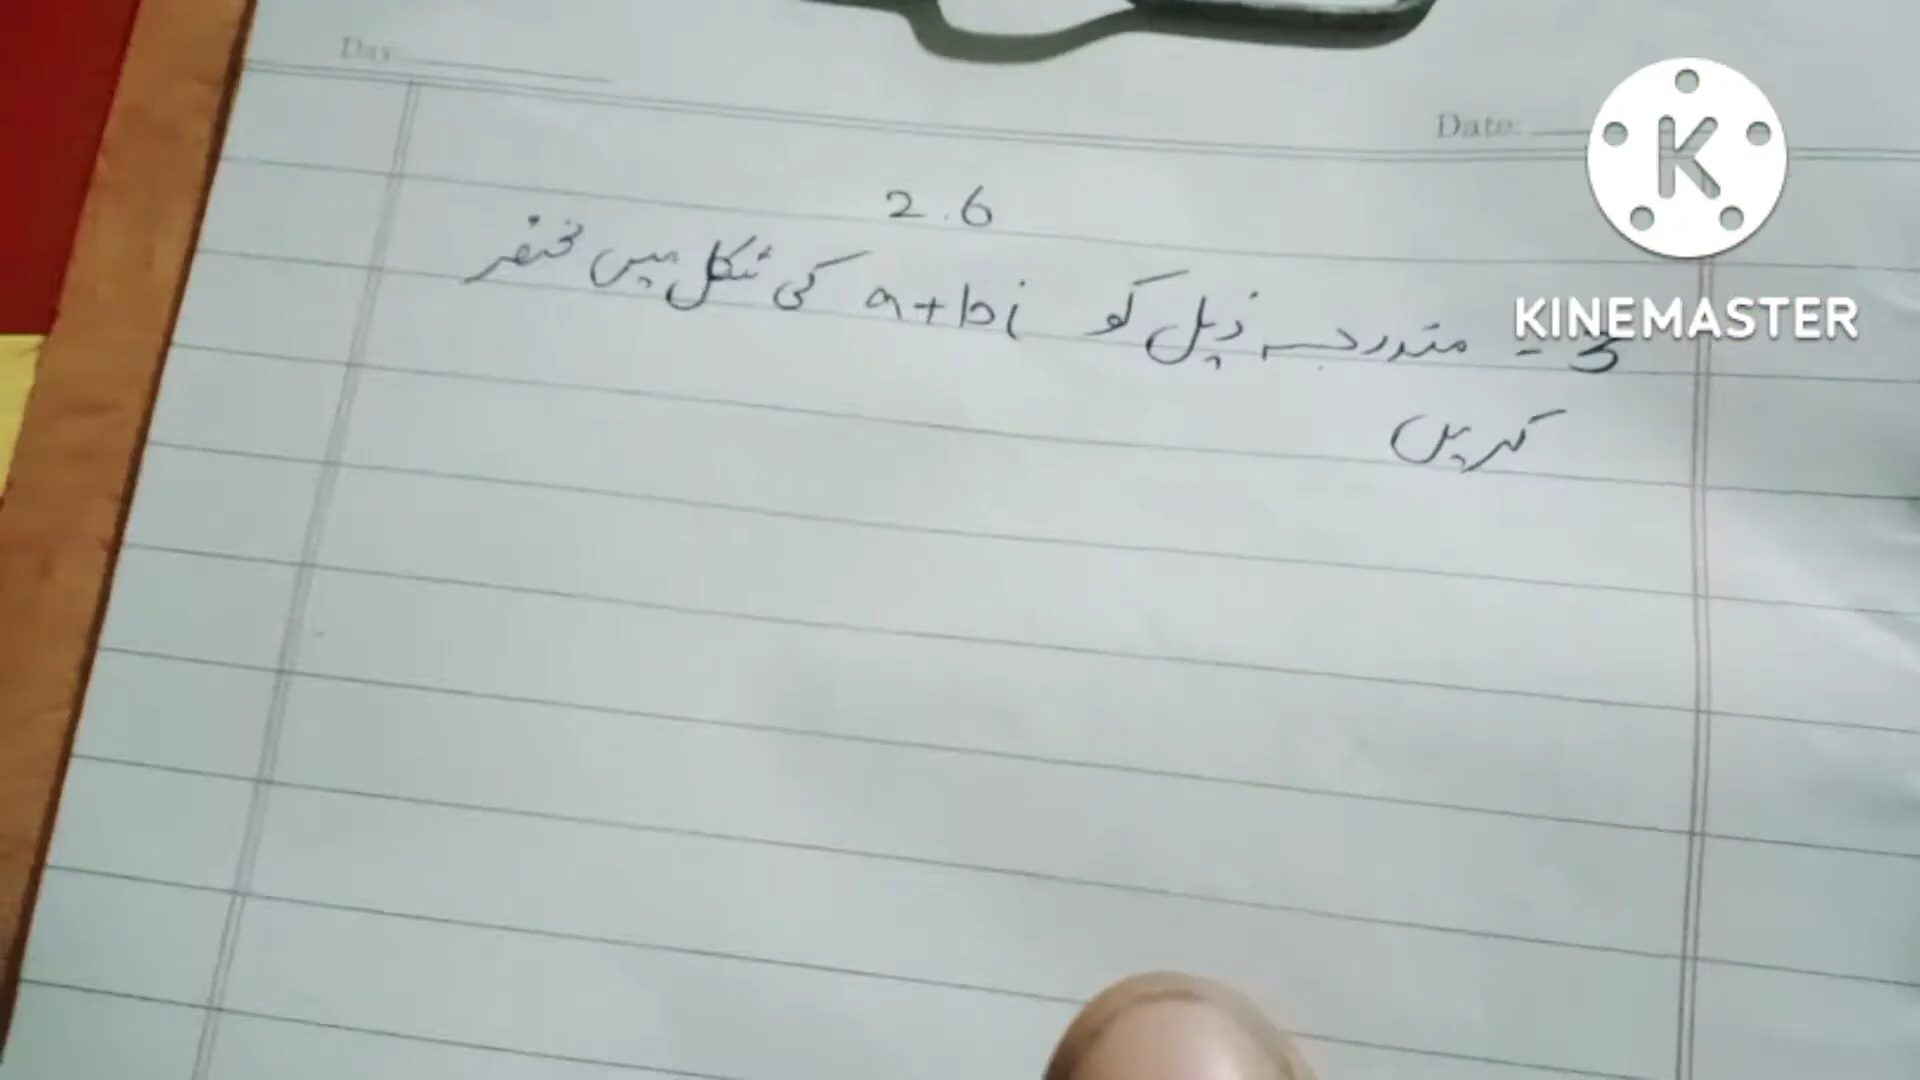 Day:
Date:
K
KINEMASTER
2.6
3 - مندرجہ ذیل کو a+bi کی شکل میں مختصر
کریں